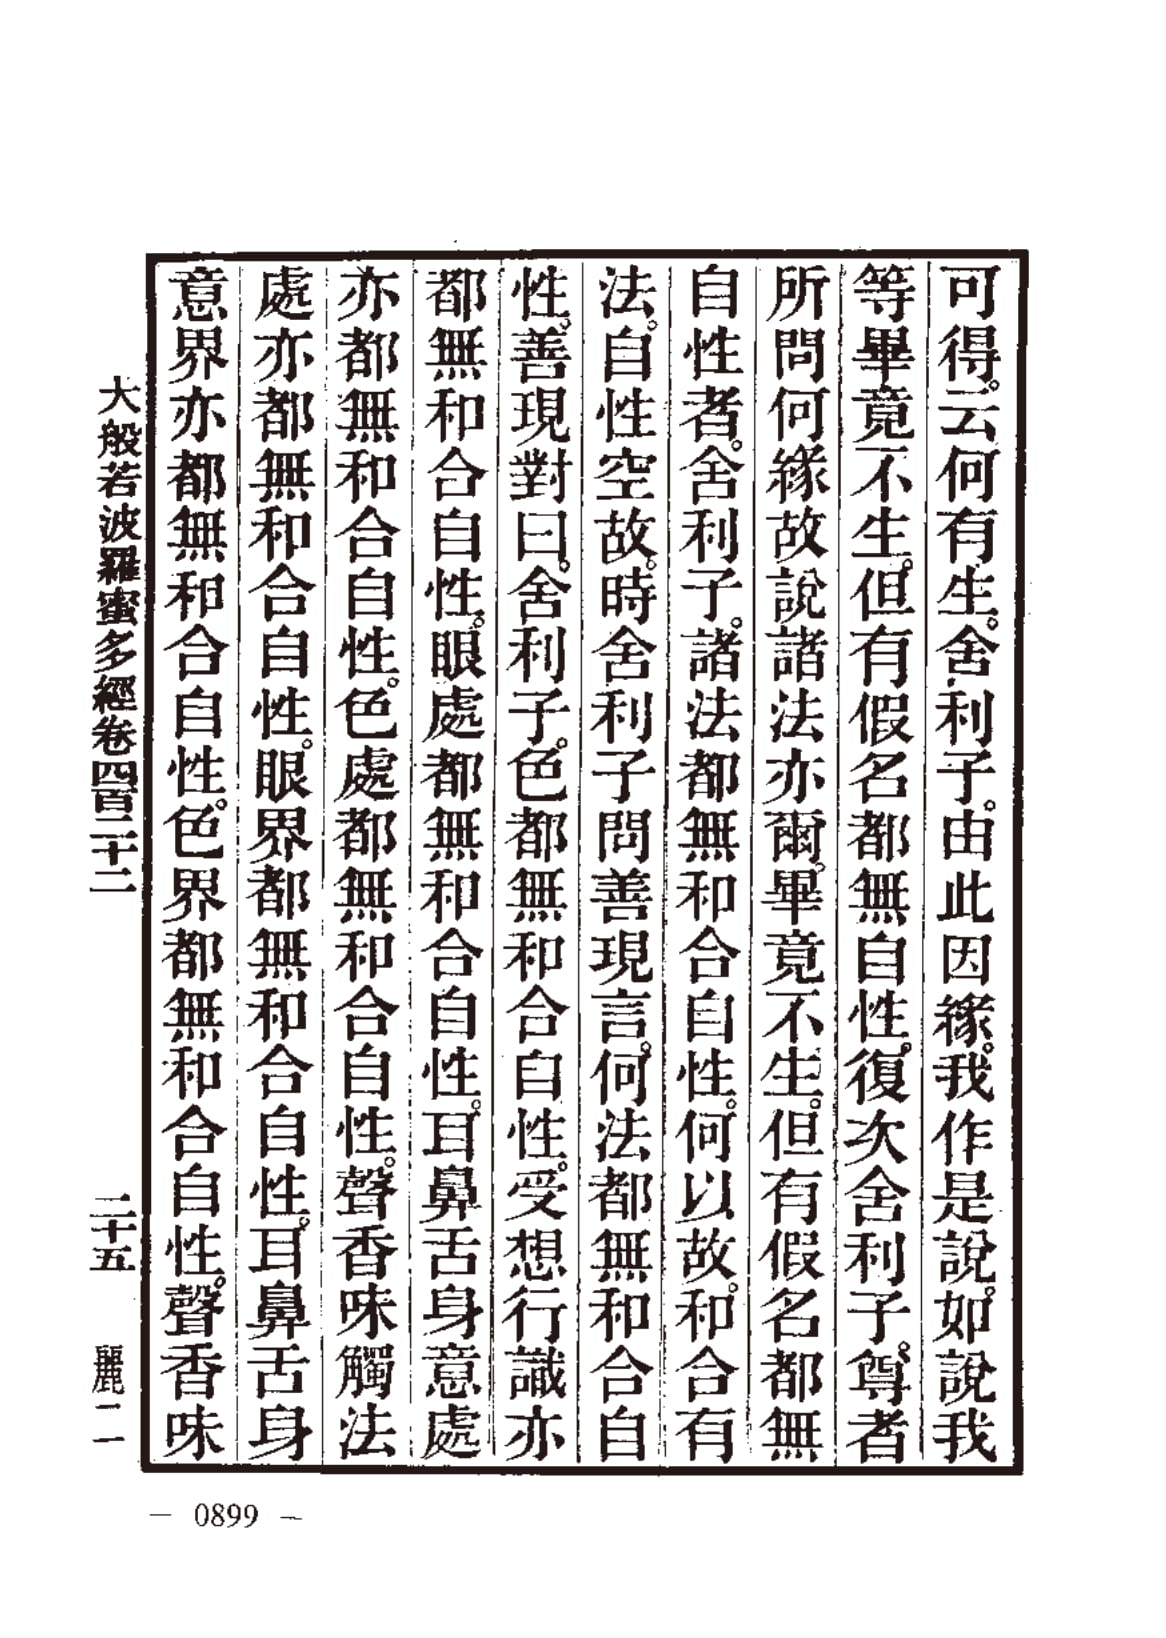 可得。云何有生。舍利子。由此因緣。我作是說。如說我
等畢竟不生。但有假名都無自性。復次舍利子。尊者
所問何緣故說諸法亦爾。畢竟不生。但有假名都無
自性者。舍利子。諸法都無和合自性。何以故。和合有
法。自性空故。時舍利子問善現言。何法都無和合自
性。善現對曰。舍利子。色都無和合自性。受想行識亦
都無和合自性。眼處都無和合自性。耳鼻舌身意處
亦都無和合自性。色處都無和合自性。聲香味觸法
處亦都無和合自性。眼界都無和合自性。耳鼻舌身
意界亦都無和合自性。色界都無和合自性。聲香味
大般若波羅蜜多經卷四百二十二 二十五 麗二
— 0899 —